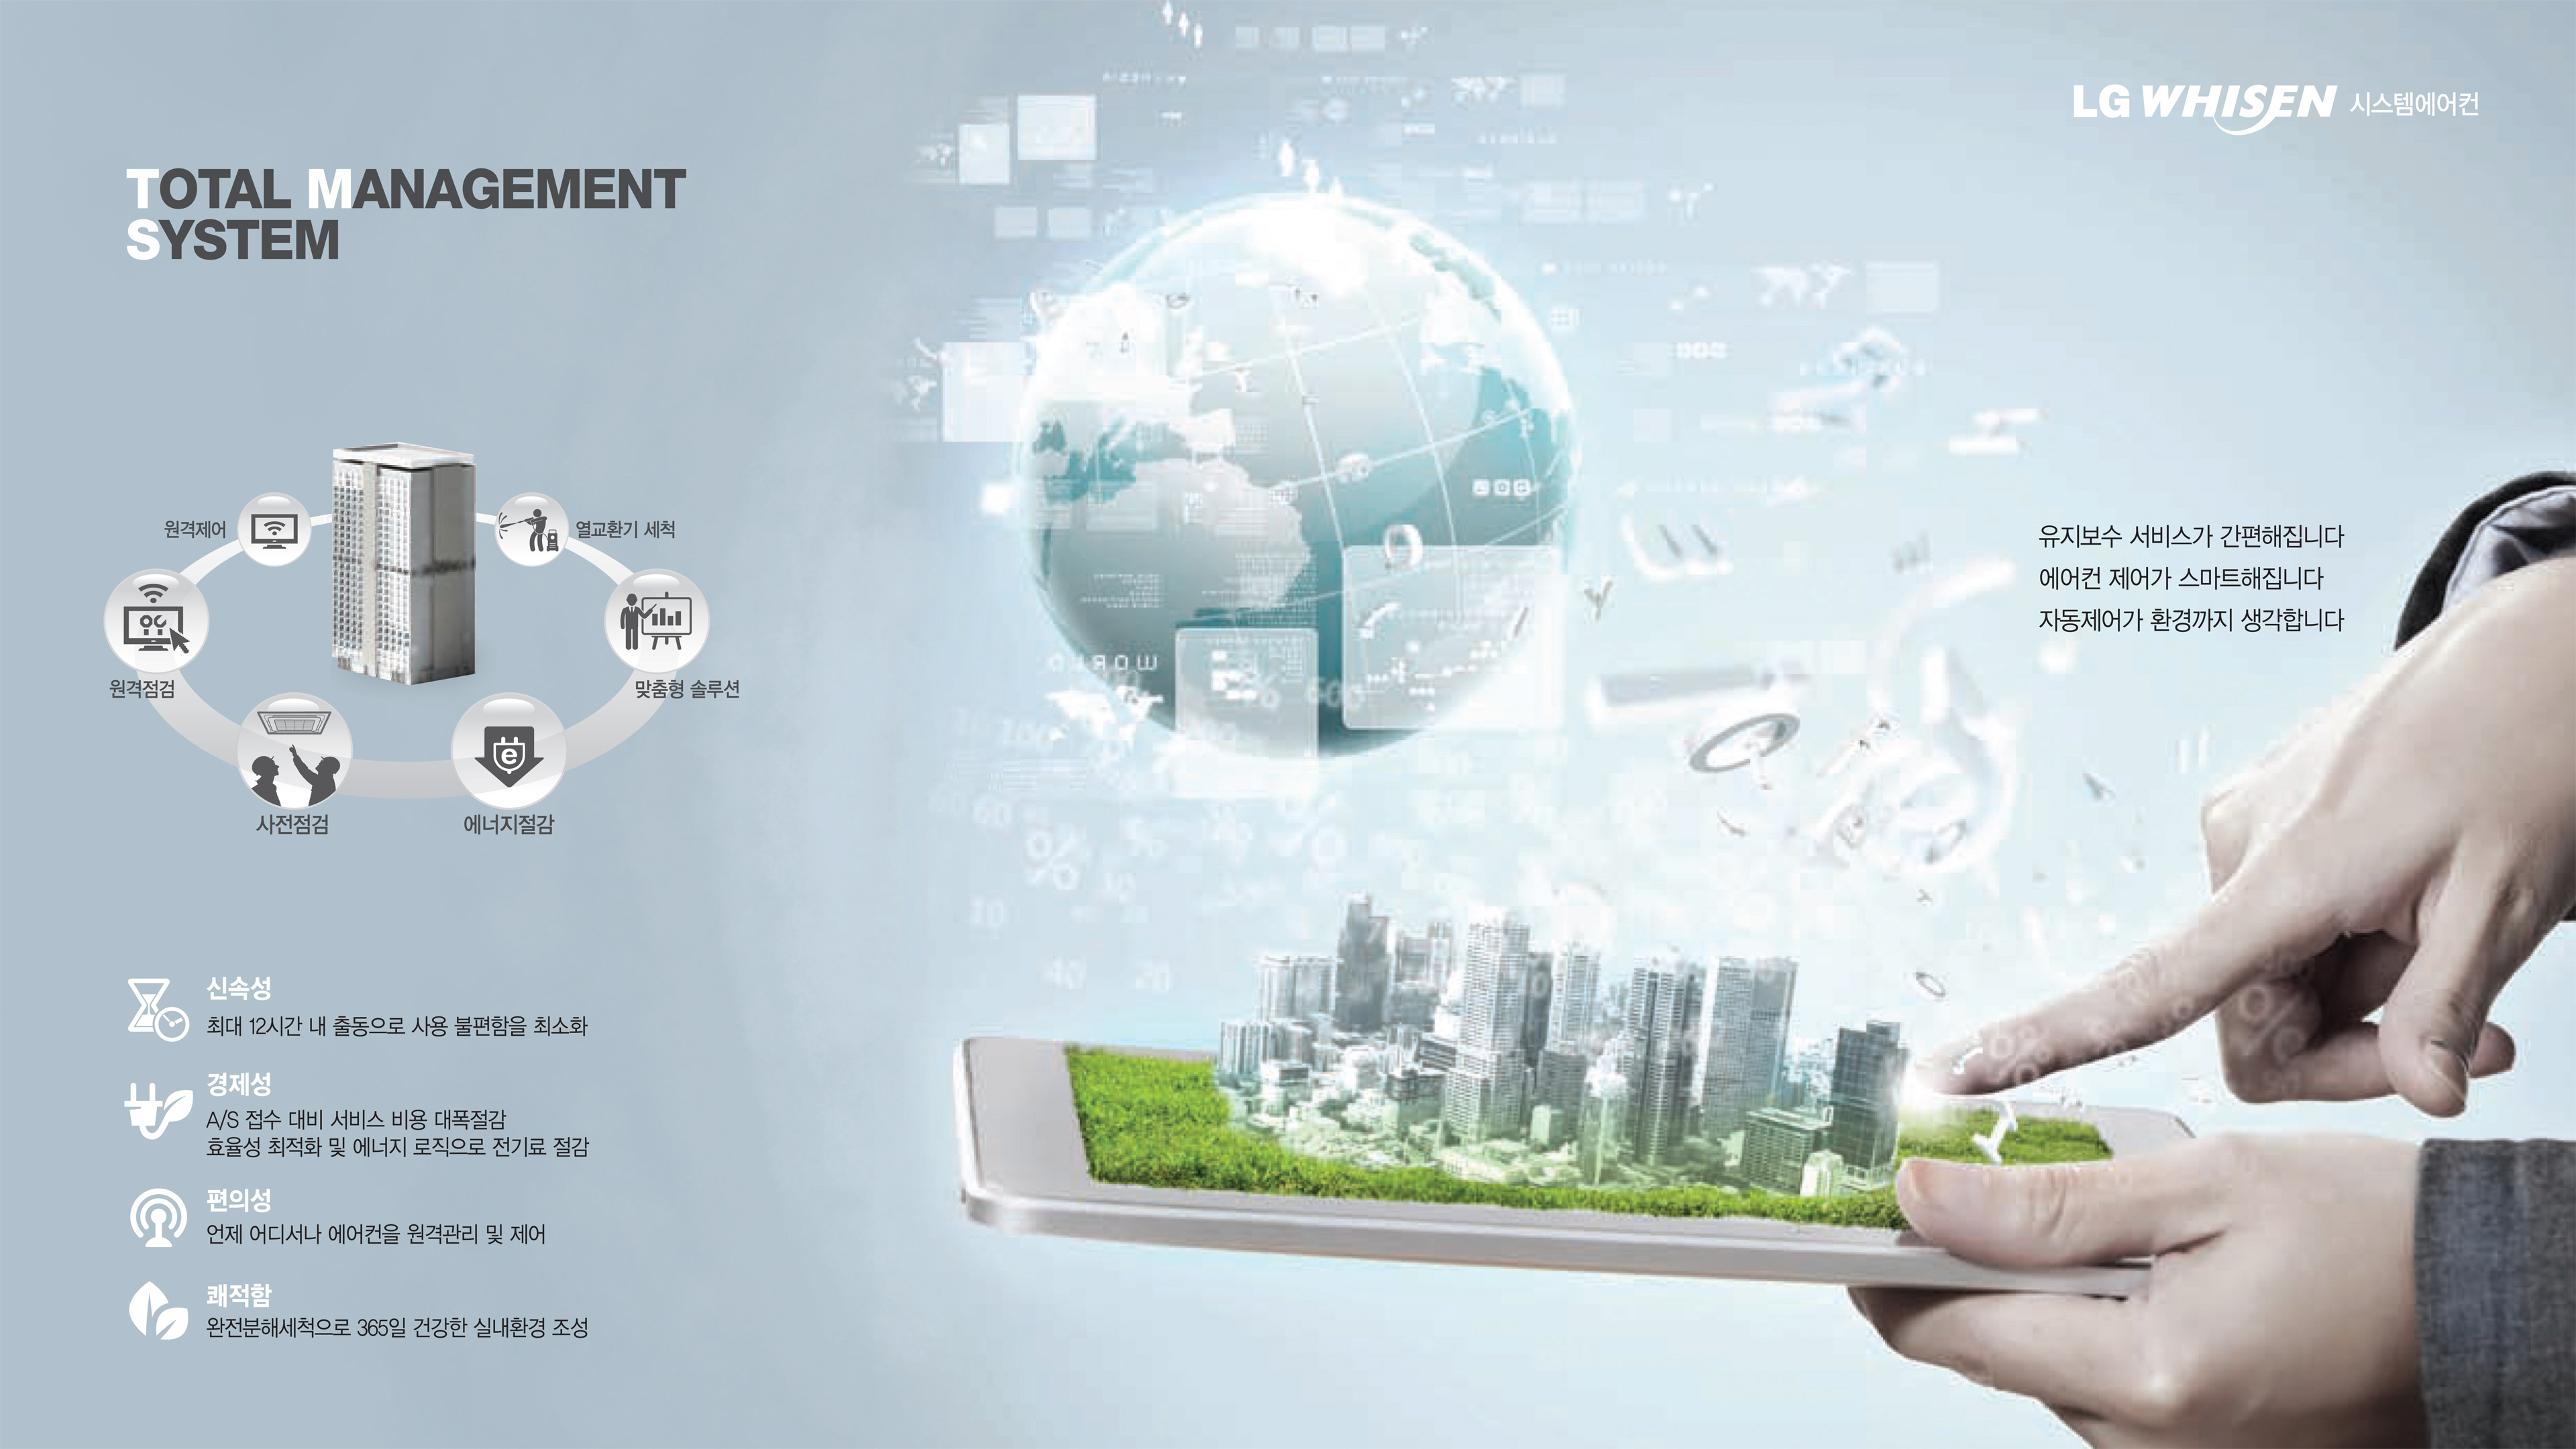 LG WHISEN 시스템에어컨
TOTAL MANAGEMENT
SYSTEM
원격제어
열교환기 세척
원격점검
맞춤형 솔루션
사전점검
에너지절감
유지보수 서비스가 간편해집니다
에어컨 제어가 스마트해집니다
자동제어가 환경까지 생각합니다
신속성
최대 12시간 내 출동으로 사용 불편함을 최소화
경제성
A/S 접수 대비 서비스 비용 대폭절감
효율성 최적화 및 에너지 로직으로 전기료 절감
편의성
언제 어디서나 에어컨을 원격관리 및 제어
쾌적함
완전분해세척으로 365일 건강한 실내환경 조성